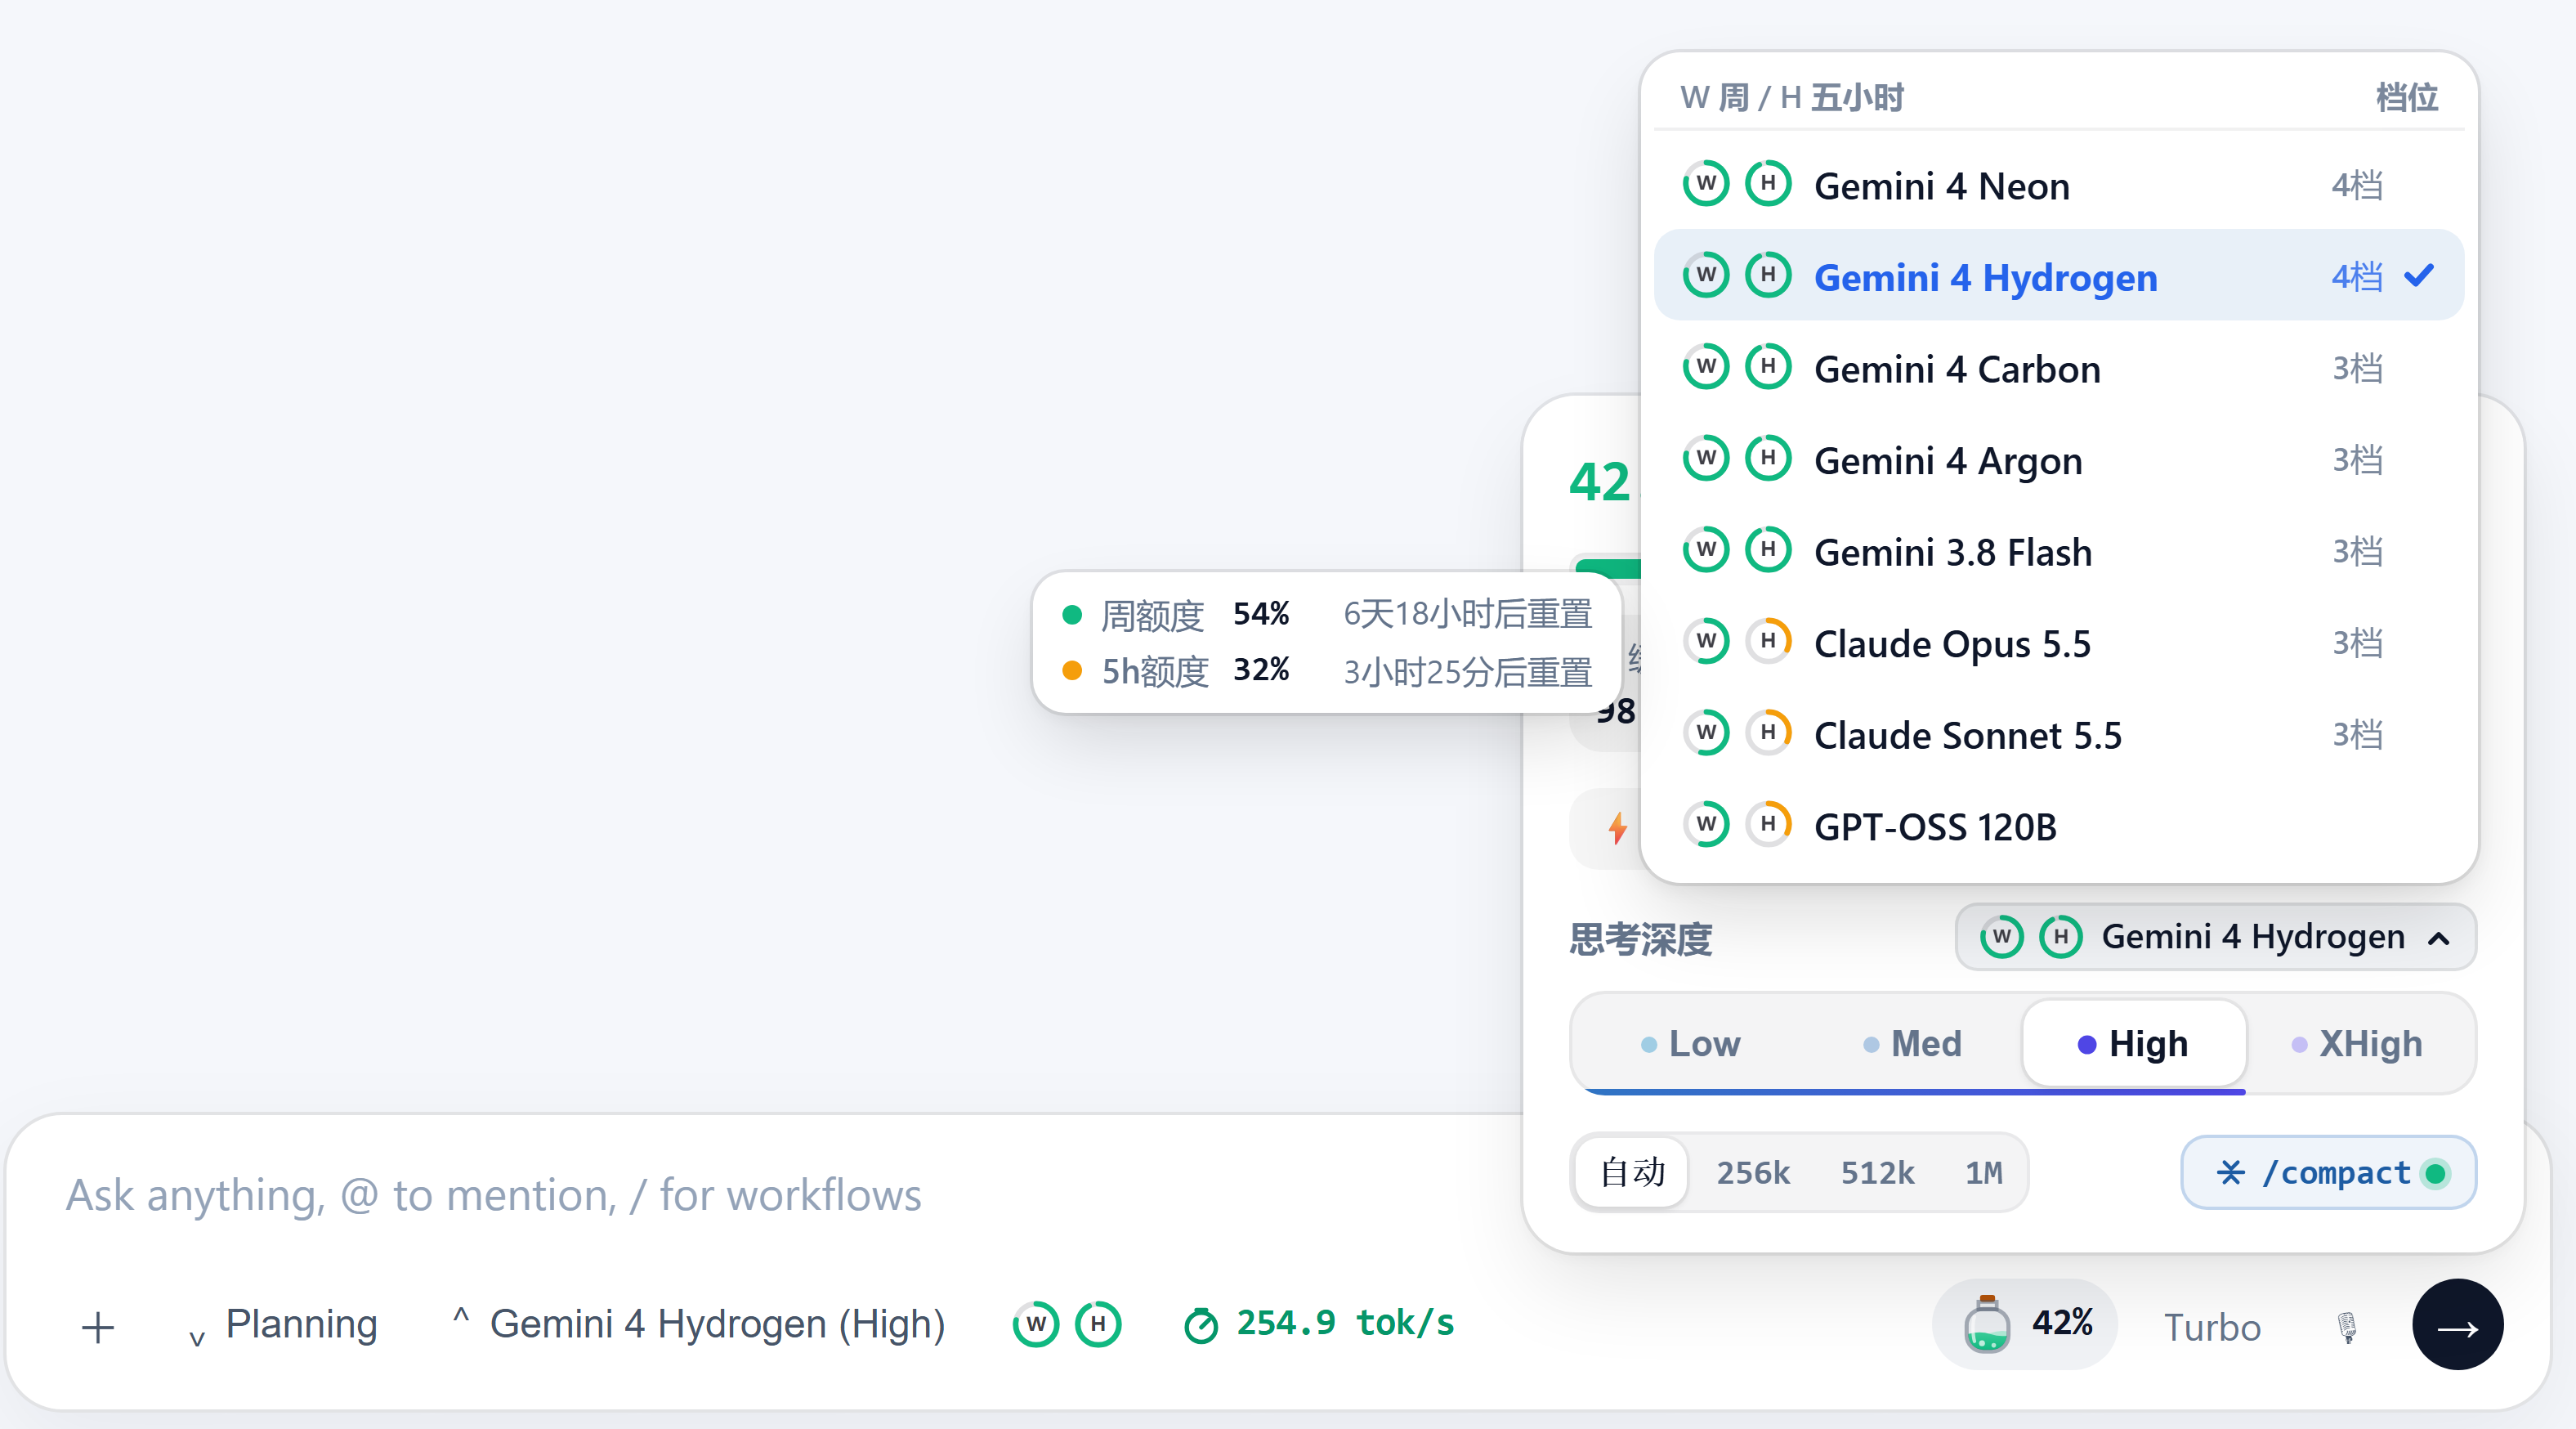 W 周 / H 五小时 档位
W H Gemini 4 Neon 4档
W H Gemini 4 Hydrogen 4档
W H Gemini 4 Carbon 3档
W H Gemini 4 Argon 3档
W H Gemini 3.8 Flash 3档
W H Claude Opus 5.5 3档
W H Claude Sonnet 5.5 3档
W H GPT-OSS 120B
42
周额度 54% 6天18小时后重置
5h额度 32% 3小时25分后重置
98
思考深度 W H Gemini 4 Hydrogen
Low Med High XHigh
自动 256k 512k 1M /compact
Ask anything, @ to mention, / for workflows
Planning Gemini 4 Hydrogen (High) W H 254.9 tok/s 42% Turbo